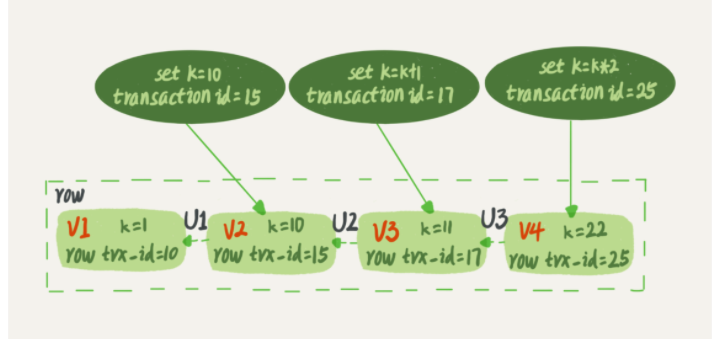 set k=10
transaction id=15
set k=k+1
transaction id=17
set k=k*2
transaction id=25
row
V1 k=1
row trx-id=10
U1
V2 k=10
row trx-id=15
U2
V3 k=11
row trx-id=17
U3
V4 k=22
row trx-id=25